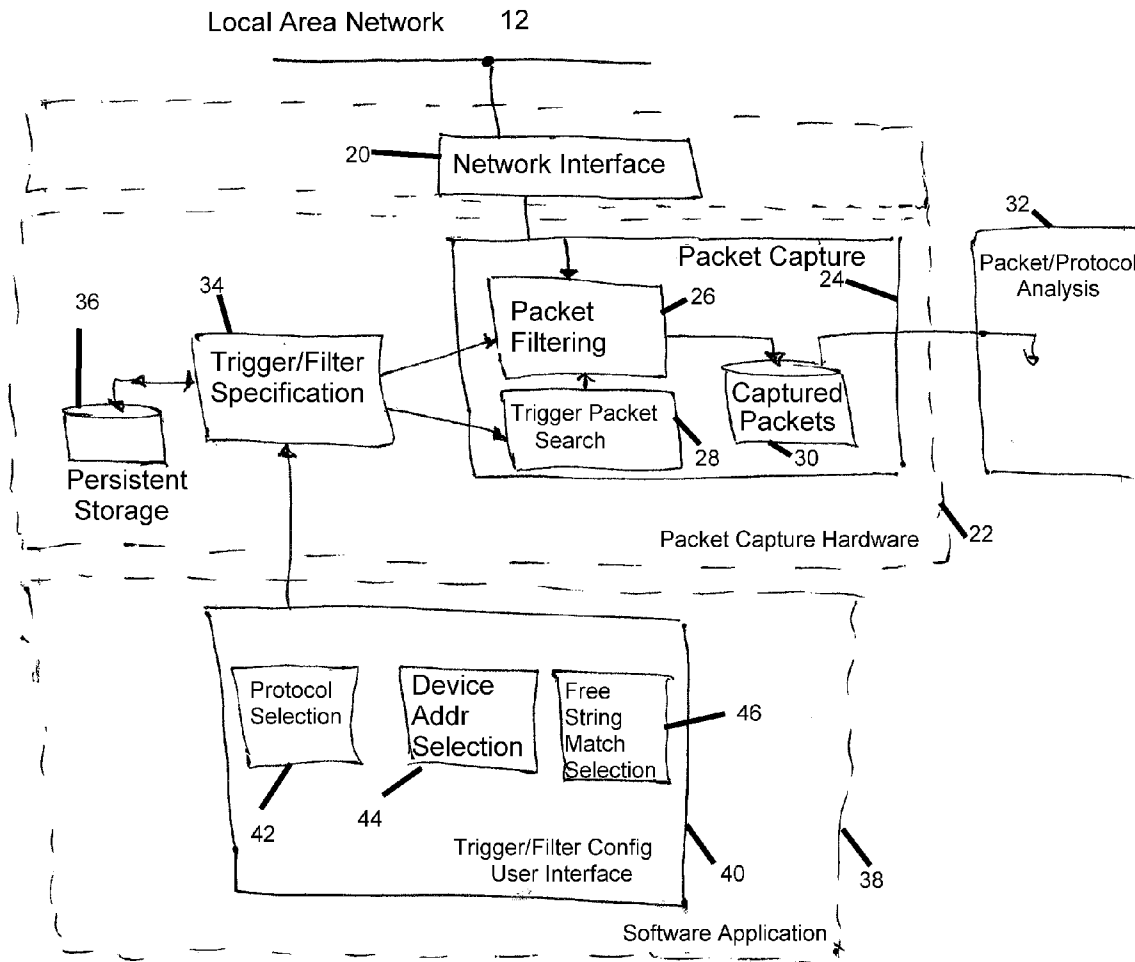 Local Area Network 12
20
Network Interface
32
Packet Capture
24
Packet/Protocol
Analysis
36
34
26
Packet
Filtering
Trigger/Filter
Specification
Captured
Packets
Trigger Packet
Search
28
30
Persistent
Storage
Packet Capture Hardware
22
Protocol
Selection
Device
Addr
Selection
Free
String
Match
Selection
46
42
44
Trigger/Filter Config
User Interface
40
38
Software Application